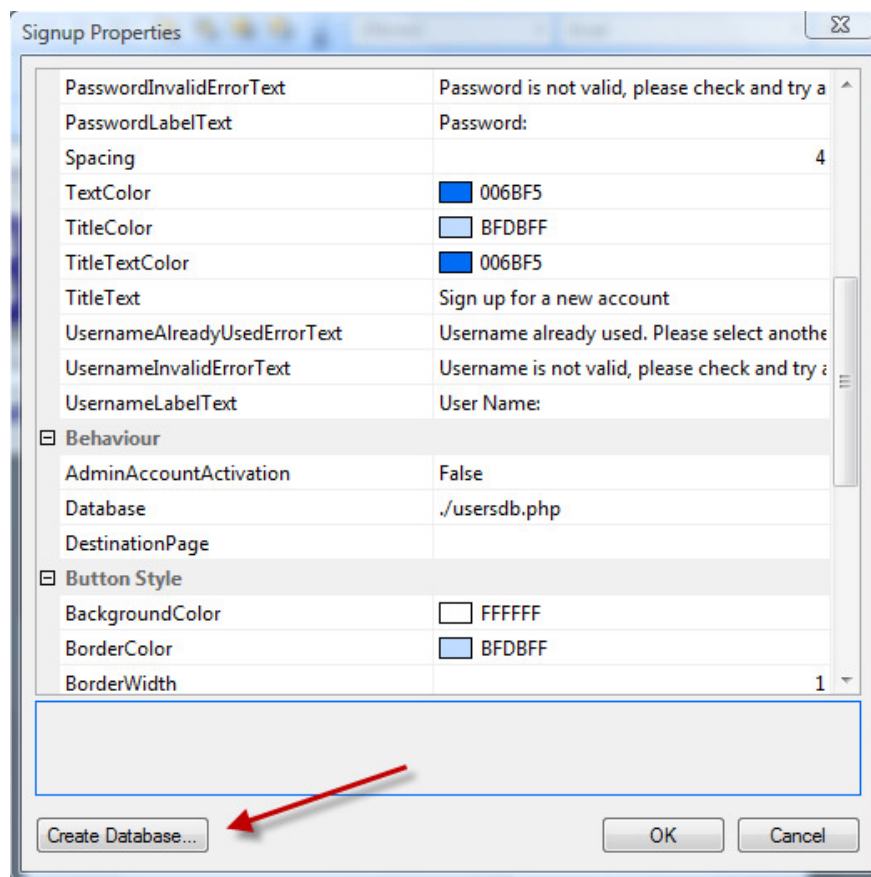 Signup Properties
PasswordInvalidErrorText Password is not valid, please check and try a
PasswordLabelText Password:
Spacing 4
TextColor 006BF5
TitleColor BFDBFF
TitleTextColor 006BF5
TitleText Sign up for a new account
UsernameAlreadyUsedErrorText Username already used. Please select anothe
UsernameInvalidErrorText Username is not valid, please check and try a
UsernameLabelText User Name:
Behaviour
AdminAccountActivation False
Database ./usersdb.php
DestinationPage
Button Style
BackgroundColor FFFFFF
BorderColor BFDBFF
BorderWidth 1
Create Database... OK Cancel